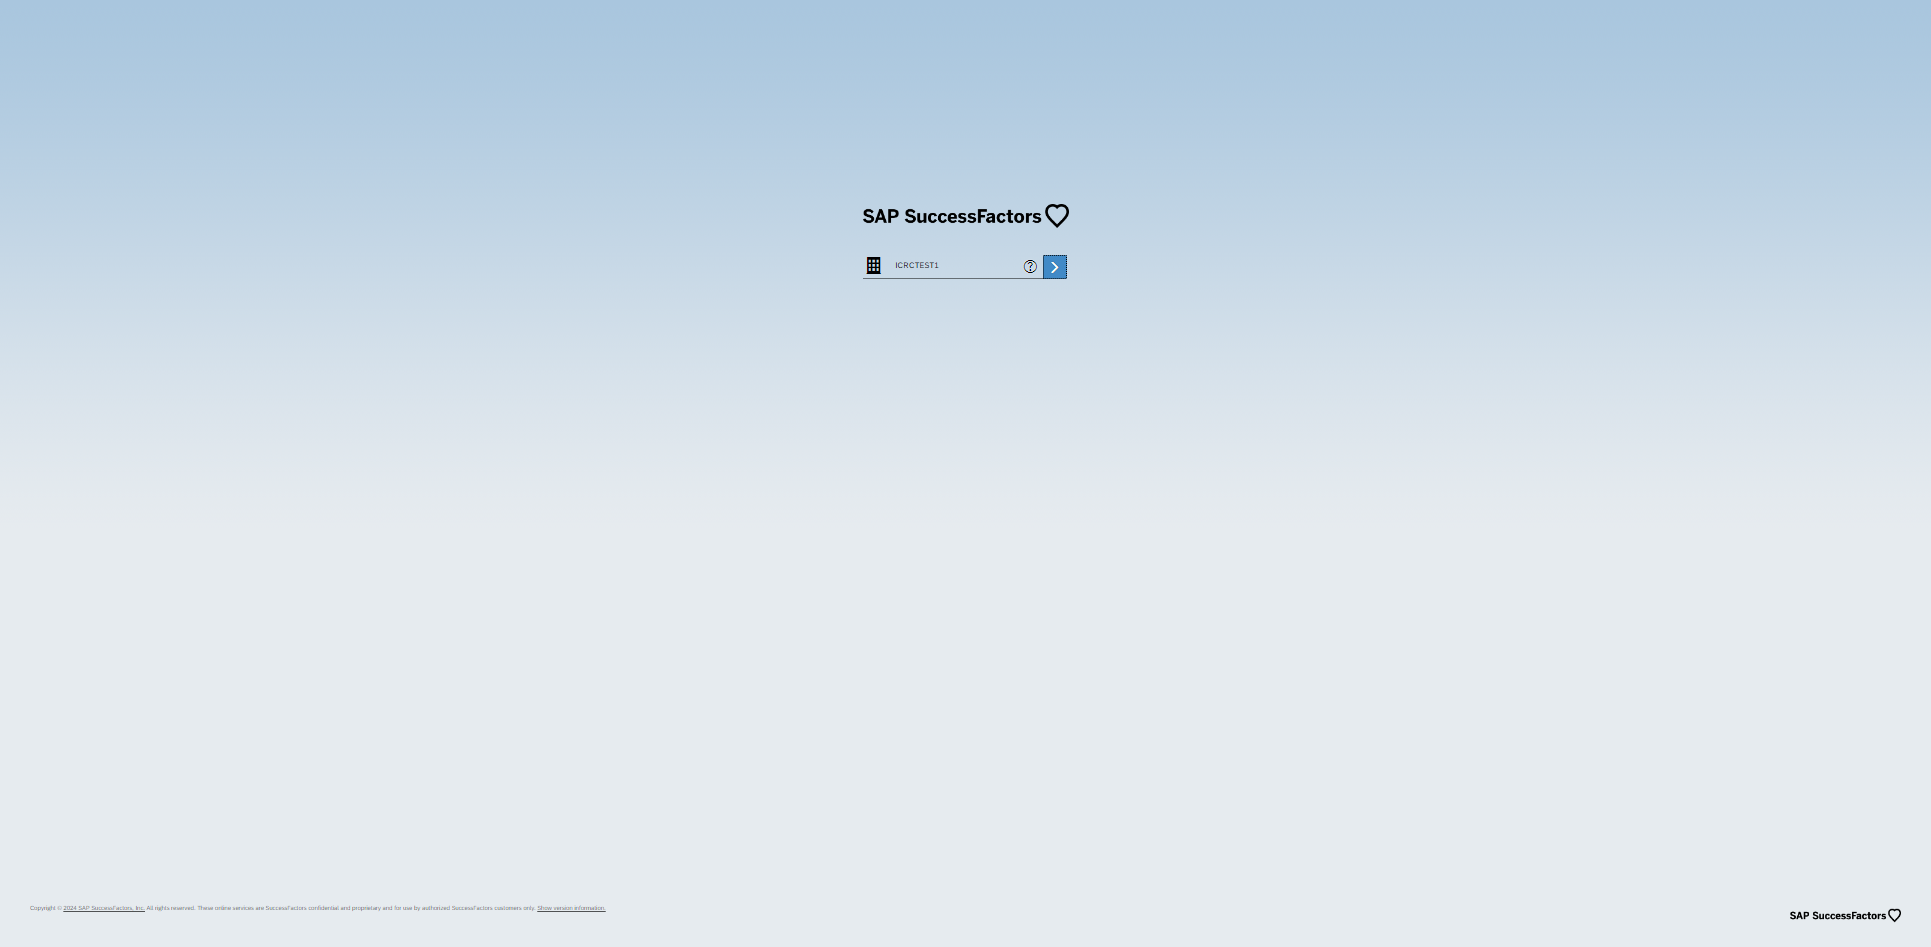 SAP SuccessFactors
ICRCTEST1
Copyright © 2024 SAP SuccessFactors, Inc. All rights reserved. These online services are SuccessFactors confidential and proprietary and for use by authorized SuccessFactors customers only. Show version information.
SAP SuccessFactors